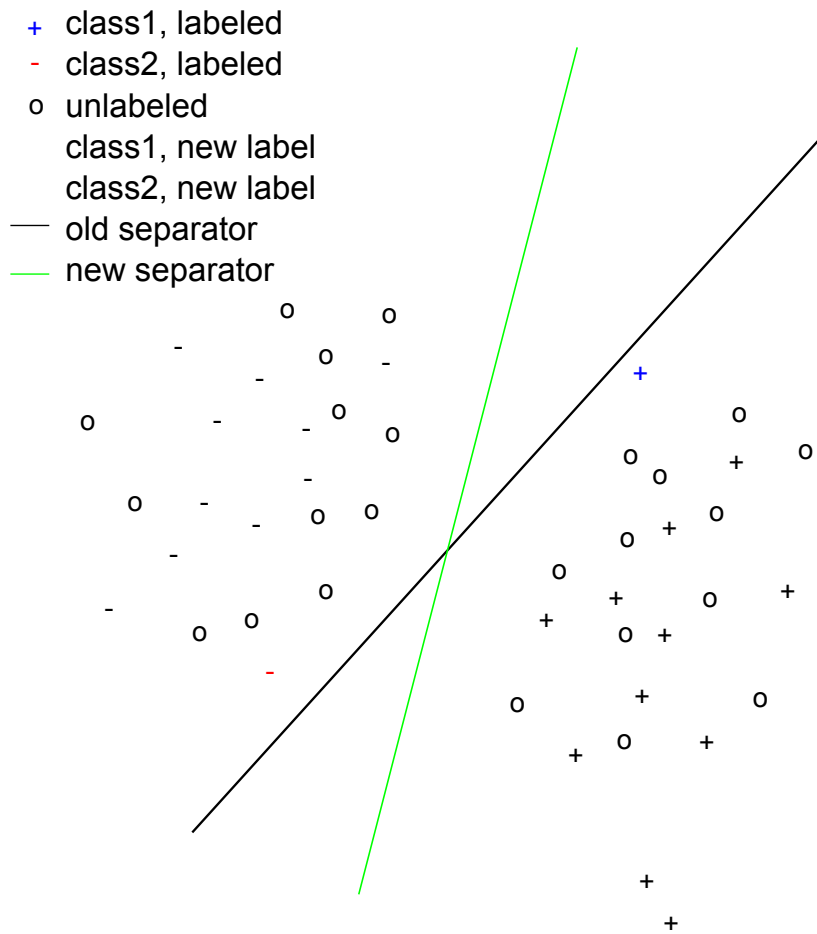 + class1, labeled
- class2, labeled
o unlabeled
class1, new label
class2, new label
old separator
new separator